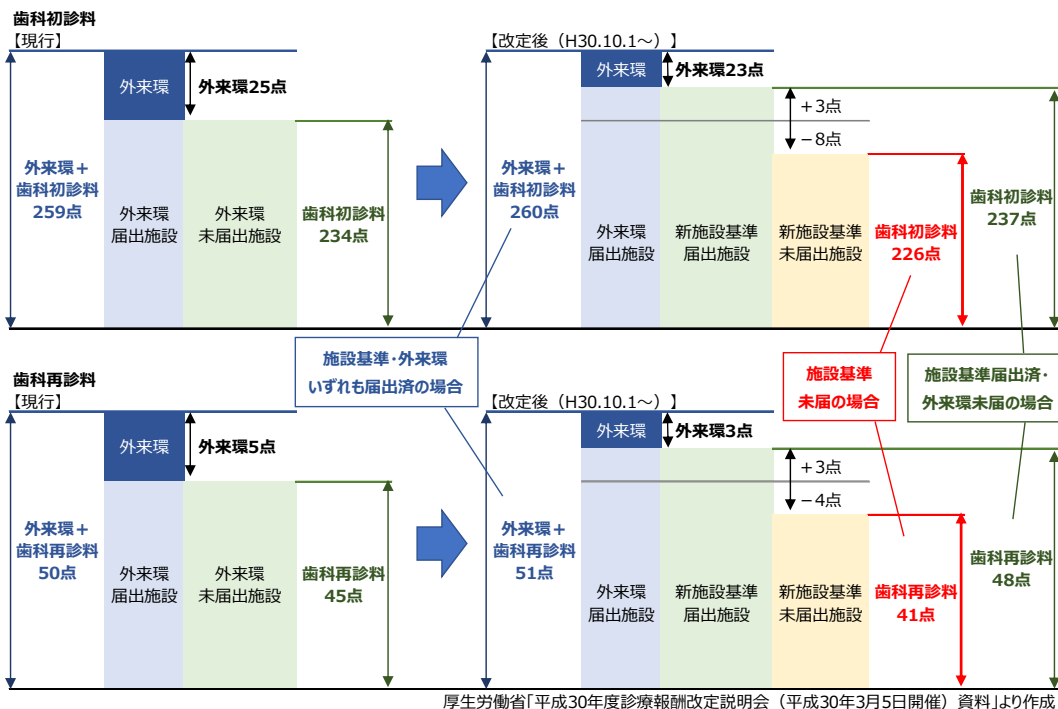 歯科初診料
【現行】
外来環
外来環25点
外来環＋
歯科初診料
259点
外来環
届出施設
外来環
未届出施設
歯科初診料
234点
【改定後（H30.10.1～）】
外来環
外来環23点
＋3点
－8点
外来環＋
歯科初診料
260点
外来環
届出施設
新施設基準
届出施設
新施設基準
未届出施設
歯科初診料
226点
歯科初診料
237点
施設基準・外来環
いずれも届出済の場合
施設基準
未届の場合
施設基準届出済・
外来環未届の場合
歯科再診料
【現行】
外来環
外来環5点
外来環＋
歯科再診料
50点
外来環
届出施設
外来環
未届出施設
歯科再診料
45点
【改定後（H30.10.1～）】
外来環
外来環3点
＋3点
－4点
外来環＋
歯科再診料
51点
外来環
届出施設
新施設基準
届出施設
新施設基準
未届出施設
歯科再診料
41点
歯科再診料
48点
厚生労働省「平成30年度診療報酬改定説明会（平成30年3月5日開催）資料」より作成